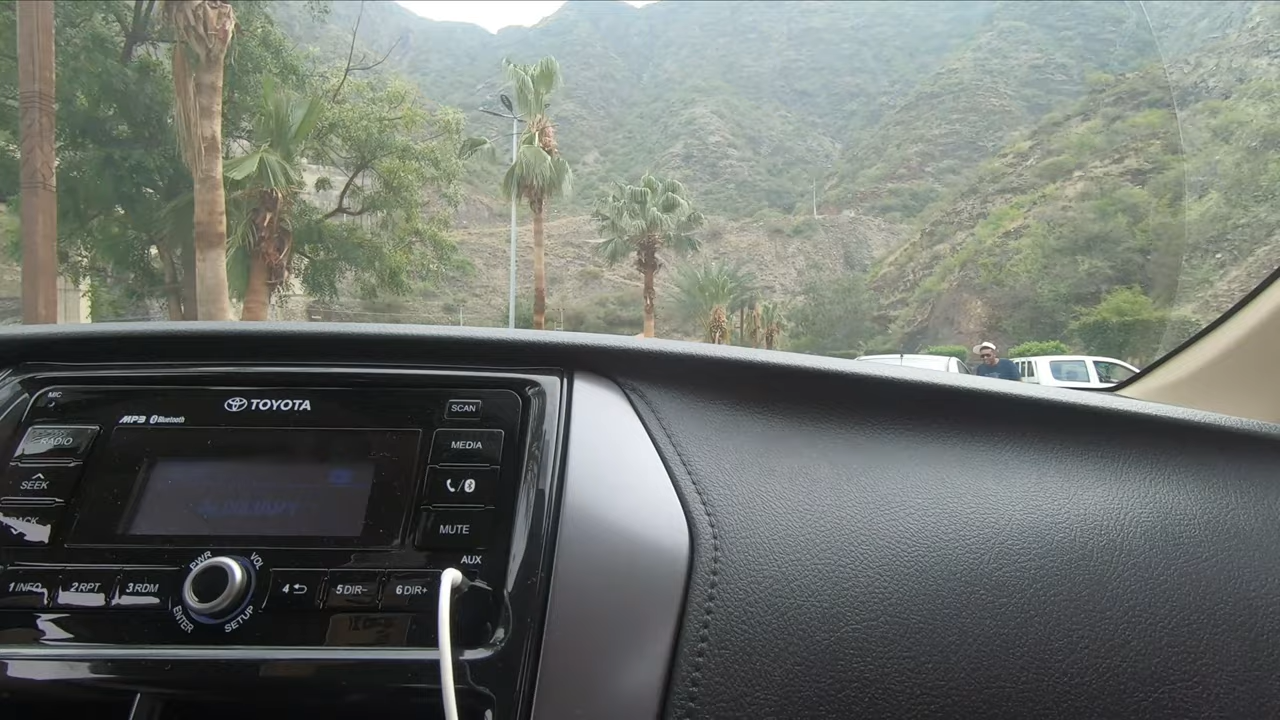 MIC
TOYOTA
SCAN
MP3 Bluetooth
RADIO
MEDIA
SEEK
MUTE
AUX
PWR VOL
1 INFO 2 RPT 3 RDM 4 5 DIR- 6 DIR+
ENTER SETUP